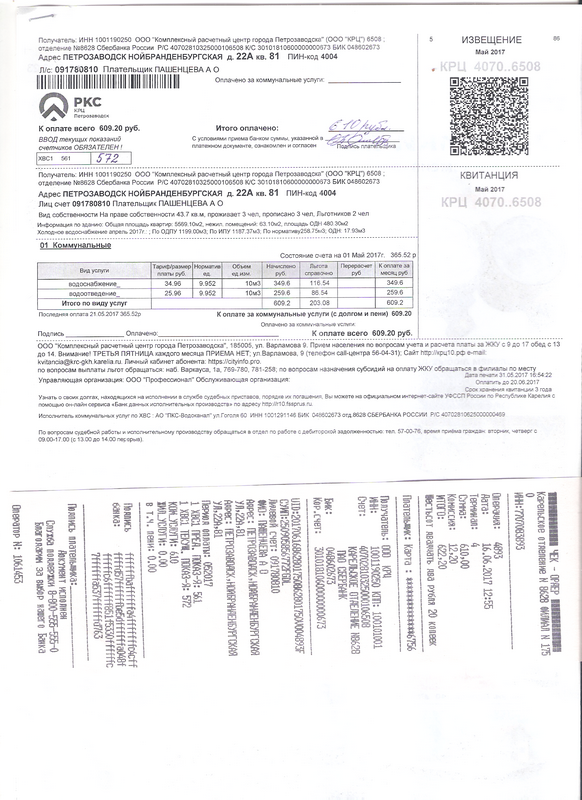 Получатель: ИНН 1001190250 ООО "Комплексный расчетный центр города Петрозаводска" (ООО "КРЦ") 6508 ;
отделение №8628 Сбербанка России Р/С 40702810325000106508 К/С 30101810600000000673 БИК 048602673
Адрес ПЕТРОЗАВОДСК НОЙБРАНДЕНБУРГСКАЯ д. 22А кв. 81 ПИН-код 4004
Л/с: 091780810 Плательщик ПАШЕНЦЕВА А О
Оплачено за коммунальные услуги:
5
ИЗВЕЩЕНИЕ
86
Май 2017
КРЦ 4070..6508
РКС
КРЦ
Петрозаводск
К оплате всего 609.20 руб.
Итого оплачено: 610 руб
ВВОД текущих показаний
счетчиков ОБЯЗАТЕЛЕН !
С условиями приема банком суммы, указанной в
платежном документе, ознакомлен и согласен
Подпись плательщика
ХВС1 561 572
Получатель: ИНН 1001190250 ООО "Комплексный расчетный центр города Петрозаводска" (ООО "КРЦ") 6508 ;
отделение №8628 Сбербанка России Р/С 40702810325000106508 К/С 30101810600000000673 БИК 048602673
Адрес ПЕТРОЗАВОДСК НОЙБРАНДЕНБУРГСКАЯ д. 22А кв. 81 ПИН-код 4004
Лиц счет 091780810 Плательщик ПАШЕНЦЕВА А О
КВИТАНЦИЯ
Май 2017
КРЦ 4070..6508
Вид собственности На праве собственности 43.7 кв.м, проживает 3 чел, прописано 3 чел, Льготников 2 чел
Информация по зданию: Общая площадь квартир: 5569.10м2, нежил. помещений: 63.10м2, площадь ОДН 480.30м2
Холодное водоснабжение апрель 2017г.: ; По ОДПУ 1199.00м3; По ИПУ 1187.37м3; По нормативу258.75м3; ОДН: 17.93м3
01 Коммунальные
Состояние счета на 01 Май 2017г. 365.52 р
Вид услуги Тариф/размер платы руб. Норматив ед. Объем ед.изм. Начислено руб. Льгота справочно Перерасчет руб К оплате за месяц руб.
водоснабжение_ 34.96 9.952 10м3 349.6 116.54 349.6
водоотведение_ 25.96 9.952 10м3 259.6 86.54 259.6
Итого по виду услуг 609.2 203.08 609.2
Последняя оплата 21.05.2017 365.52р
К оплате за коммунальные услуги (с долгом и пени) 609.20
Оплачено за коммунальные услуги:
Подпись Оплачено:
К оплате всего 609.20 руб.
ООО "Комплексный расчетный центр города Петрозаводска", 185005, ул. Варламова 9. Прием населения по вопросам учета и расчета платы за ЖКУ с 9 до 17 обед с 13
до 14. Внимание! ТРЕТЬЯ ПЯТНИЦА каждого месяца ПРИЕМА НЕТ; ул. Варламова, 9 (телефон call-центра 56-04-31); Сайт http://крц10.рф e-mail:
kvitancia@krc-gkh.karelia.ru. Личный кабинет абонента: https://cityinfo.pro.
по вопросам выплаты льгот обращаться: наб. Варкауса, 1а, 769-780, 781-258; по вопросам назначения субсидий на оплату ЖКУ обращаться в филиалы по месту
Дата печати 31.05.2017 16:54:22
Оплатить до 20.06.2017
Срок хранения квитанции 3 года
Управляющая организация: ООО "Профессионал" Обслуживающая организация:
Узнать о своих долгах, находящихся на исполнении в службе судебных приставов, порядке их погашения, Вы можете на официальном интернет-сайте УФССП России по Республике Карелия с
помощью он-лайн сервиса «Банк данных исполнительных производств» по адресу http://r10.fssprus.ru.
Исполнитель коммунальных услуг по ХВС : АО "ПКС-Водоканал" ул.Гоголя 60 ИНН 1001291146 БИК 048602673 отд.8628 СБЕРБАНКА РОССИИ Р/С 40702810625000000459
По вопросам судебной работы и исполнительному производству обращаться в отдел по работе с дебиторской задолженностью: тел. 57-00-76, время приема граждан: вторник, четверг с
09.00-17.00 (с 13.00 до 14.00 перерыв).
ЧЕК - ОРДЕР
Карельское отделение N 8628 ФИЛИАЛ N 175
ИНН:7707083893
Операция: 4893
Дата: 16.06.2017 12:55
Терминал: 4
Сумма: 610.00
Комиссия: 12.20
ИТОГО: 622.20
Шестьсот двадцать два рубля 20 копеек
Плательщик: Карта :
Получатель: ООО КРЦ
ИНН: 1001190250 КПП: 100101001
Счет: 40702810325000106508
КАРЕЛЬСКОЕ ОТДЕЛЕНИЕ N8628
ПАО СБЕРБАНК
Бик: 048602673
Кор.счет: 30101810600000000673
Лицевой счет: 091780810
ФИО: ПАШЕНЦЕВА А О
Адрес: ПЕТРОЗАВОДСК,НОЙБРАНДЕНБУРГСКАЯ
УЛ,22А,81
Адрес: ПЕТРОЗАВОДСК,НОЙБРАНДЕНБУРГСКАЯ
УЛ,22А,81
Период оплаты: 052017
1 ХВС1 ПРЕД. ПОКАЗ-Я: 561
1 ХВС1 ТЕКУЩ. ПОКАЗ-Я: 572
КОМ.УСЛУГИ: 610
ЖИЛ.УСЛУГИ: 0.00
в т.ч. пени: 0.00
Подпись
банка:
Подпись плательщика:
Документ исполнен
Служба поддержки 8-800-555-555-0
Благодарим за выбор нашего банка
Оператор N: 1061453